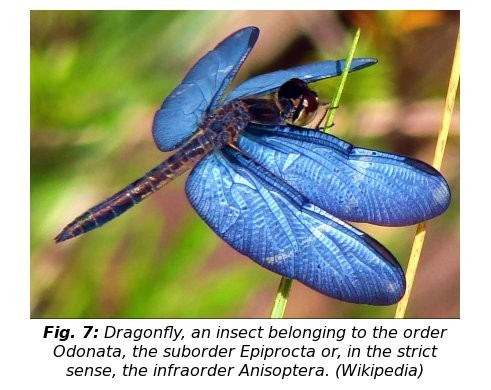 Fig. 7: Dragonfly, an insect belonging to the order
Odonata, the suborder Epiprocta or, in the strict
sense, the infraorder Anisoptera. (Wikipedia)